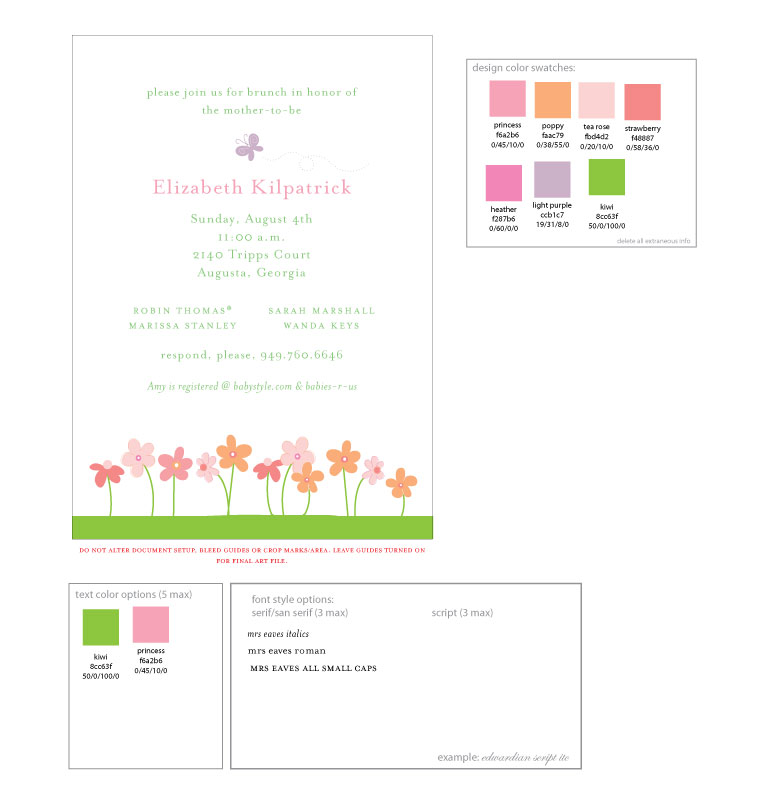 please join us for brunch in honor of
the mother-to-be
Elizabeth Kilpatrick
Sunday, August 4th
11:00 a.m.
2140 Tripps Court
Augusta, Georgia
ROBIN THOMAS* SARAH MARSHALL
MARISSA STANLEY WANDA KEYS
respond, please, 949.760.6646
Amy is registered @ babystyle.com & babies-r-us
DO NOT ALTER DOCUMENT SETUP, BLEED GUIDES OR CROP MARKS/AREA. LEAVE GUIDES TURNED ON
FOR FINAL ART FILE.
design color swatches:
princess poppy tea rose strawberry
f6a2b6 faac79 fbd4d2 f48887
0/45/10/0 0/38/55/0 0/20/10/0 0/58/36/0
heather light purple kiwi
f287b6 ccb1c7 8cc63f
0/60/0/0 19/31/8/0 50/0/100/0
delete all extraneous info
text color options (5 max)
kiwi princess
8cc63f f6a2b6
50/0/100/0 0/45/10/0
font style options:
serif/san serif (3 max) script (3 max)
mrs eaves italics
mrs eaves roman
MRS EAVES ALL SMALL CAPS
example: edwardian script itc